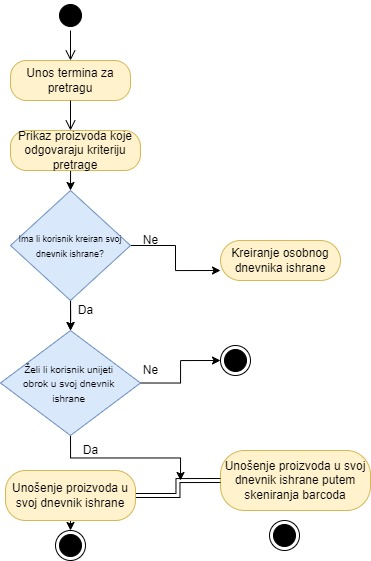 Unos termina za
pretragu
Prikaz proizvoda koje
odgovaraju kriteriju
pretrage
Ima li korisnik kreiran svoj
dnevnik ishrane?
Ne
Kreiranje osobnog
dnevnika ishrane
Da
Želi li korisnik unijeti
obrok u svoj dnevnik
ishrane
Ne
Da
Unošenje proizvoda u svoj
dnevnik ishrane putem
skeniranja barcoda
Unošenje proizvoda u
svoj dnevnik ishrane